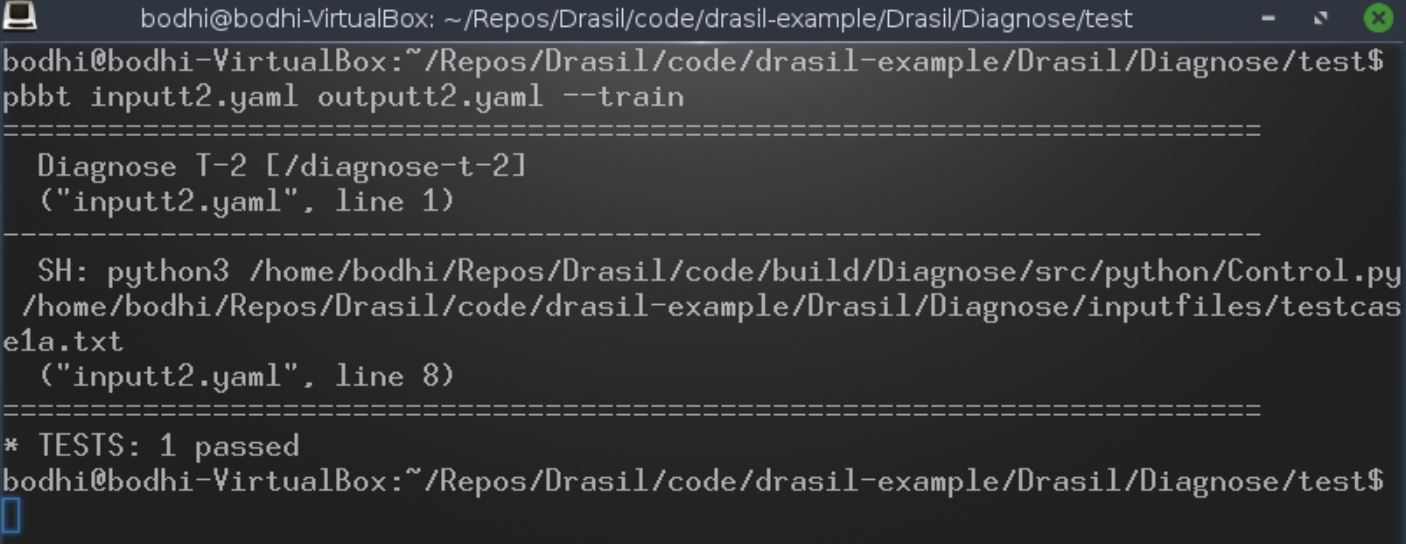 bodhi@bodhi-VirtualBox: ~/Repos/Drasil/code/drasil-example/Drasil/Diagnose/test
bodhi@bodhi-VirtualBox:~/Repos/Drasil/code/drasil-example/Drasil/Diagnose/test$
pbbt inputt2.yaml outputt2.yaml --train
========================================================================
  Diagnose T-2 [/diagnose-t-2]
  ("inputt2.yaml", line 1)
------------------------------------------------------------------------
  SH: python3 /home/bodhi/Repos/Drasil/code/build/Diagnose/src/python/Control.py
 /home/bodhi/Repos/Drasil/code/drasil-example/Drasil/Diagnose/inputfiles/testcas
e1a.txt
  ("inputt2.yaml", line 8)
========================================================================
* TESTS: 1 passed
bodhi@bodhi-VirtualBox:~/Repos/Drasil/code/drasil-example/Drasil/Diagnose/test$